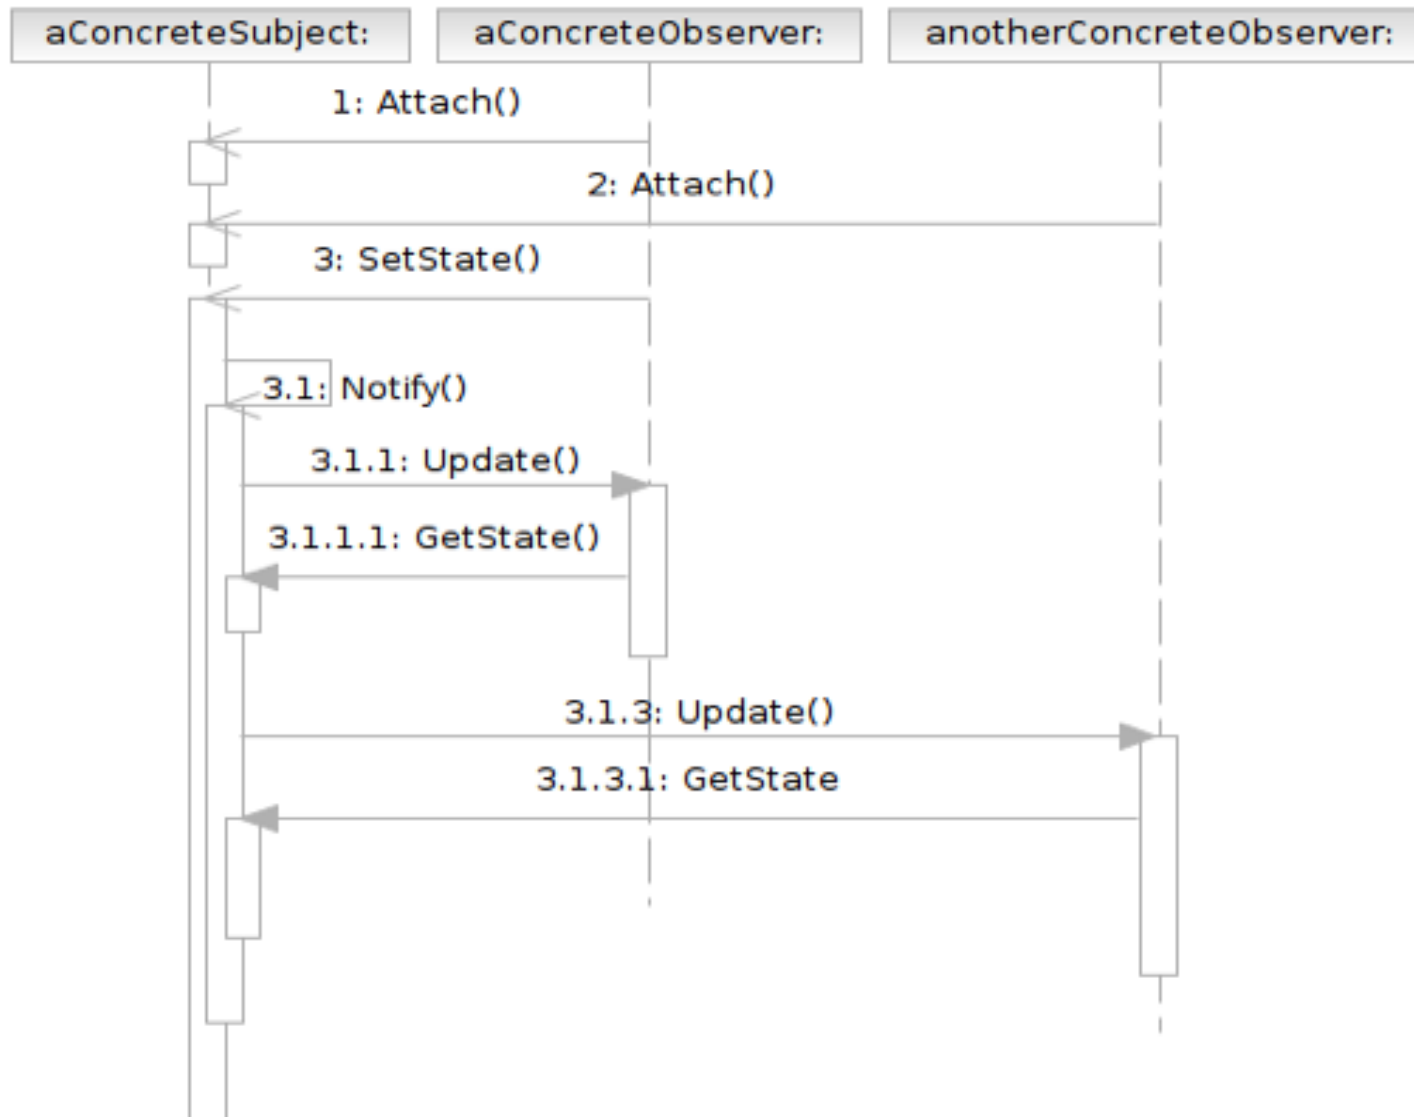 aConcreteSubject:
aConcreteObserver:
anotherConcreteObserver:
1: Attach()
2: Attach()
3: SetState()
3.1: Notify()
3.1.1: Update()
3.1.1.1: GetState()
3.1.3: Update()
3.1.3.1: GetState